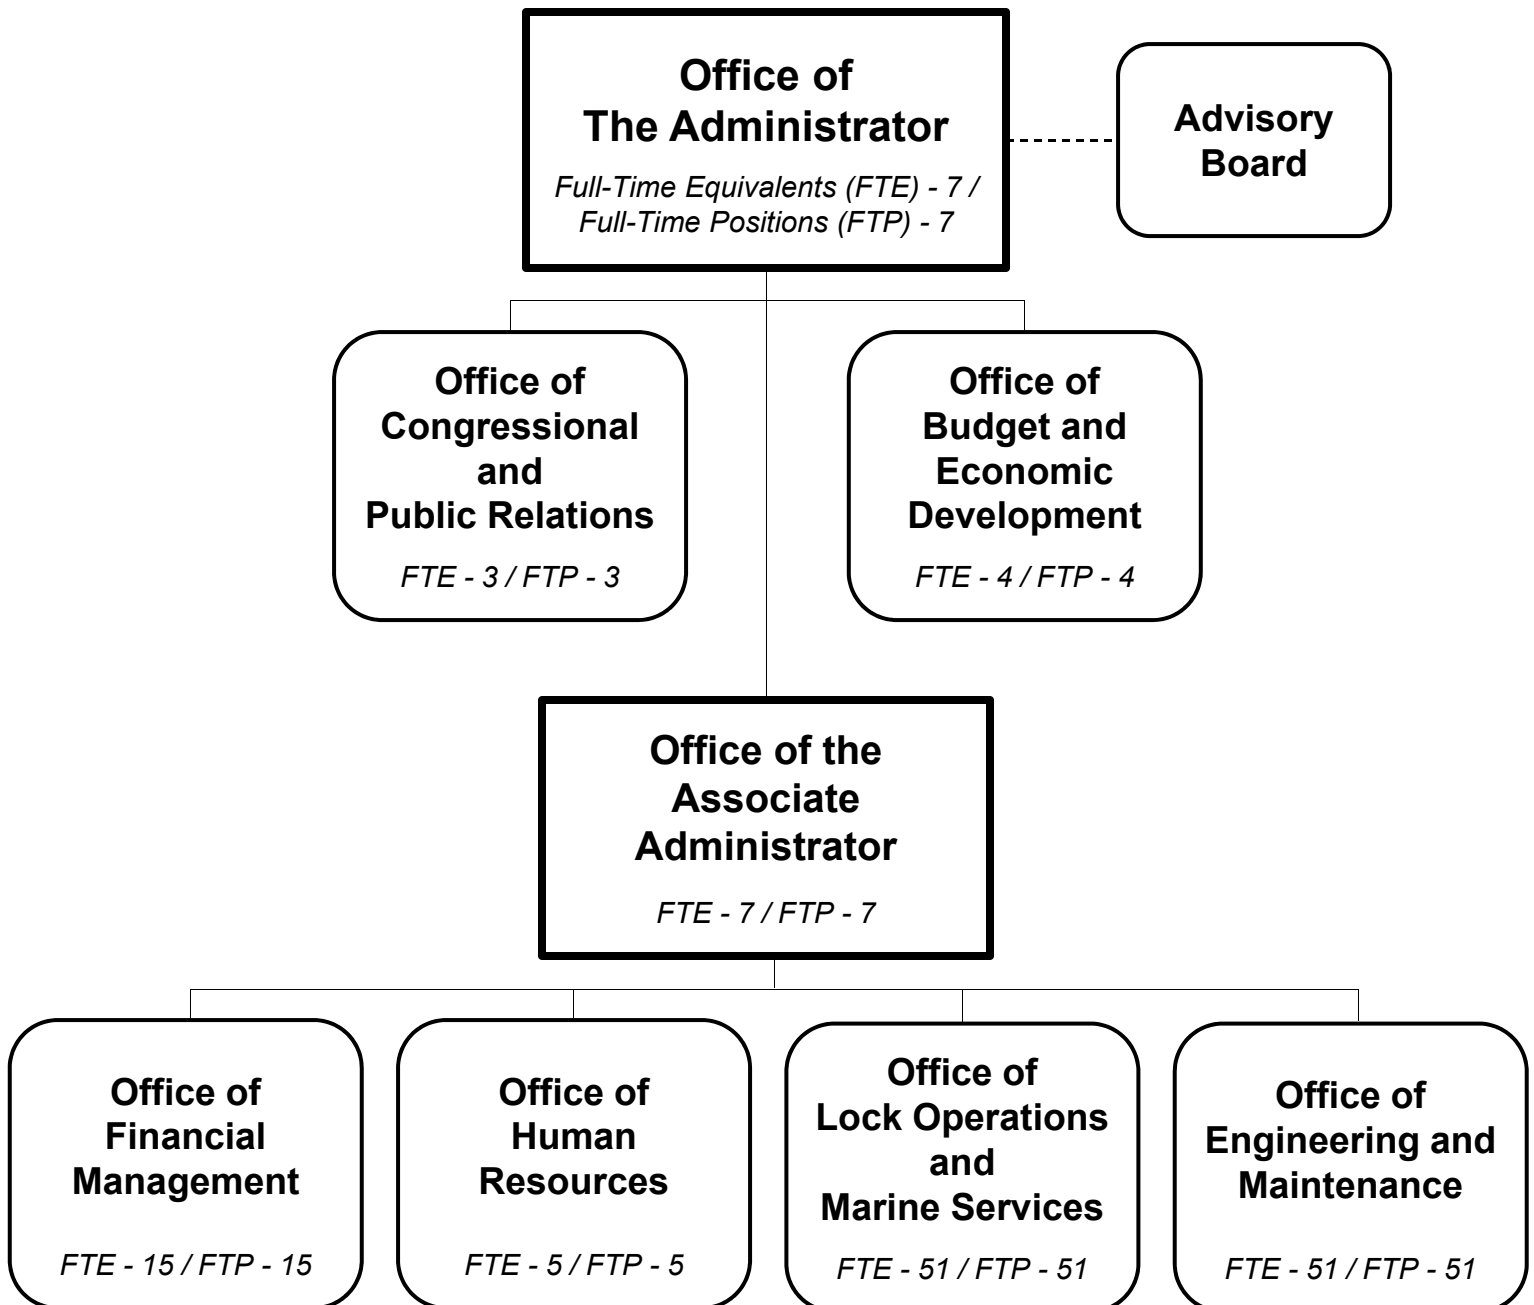 Office of
The Administrator
Full-Time Equivalents (FTE) - 7 /
Full-Time Positions (FTP) - 7
Advisory
Board
Office of
Congressional
and
Public Relations
FTE - 3 / FTP - 3
Office of
Budget and
Economic
Development
FTE - 4 / FTP - 4
Office of the
Associate
Administrator
FTE - 7 / FTP - 7
Office of
Financial
Management
FTE - 15 / FTP - 15
Office of
Human
Resources
FTE - 5 / FTP - 5
Office of
Lock Operations
and
Marine Services
FTE - 51 / FTP - 51
Office of
Engineering and
Maintenance
FTE - 51 / FTP - 51